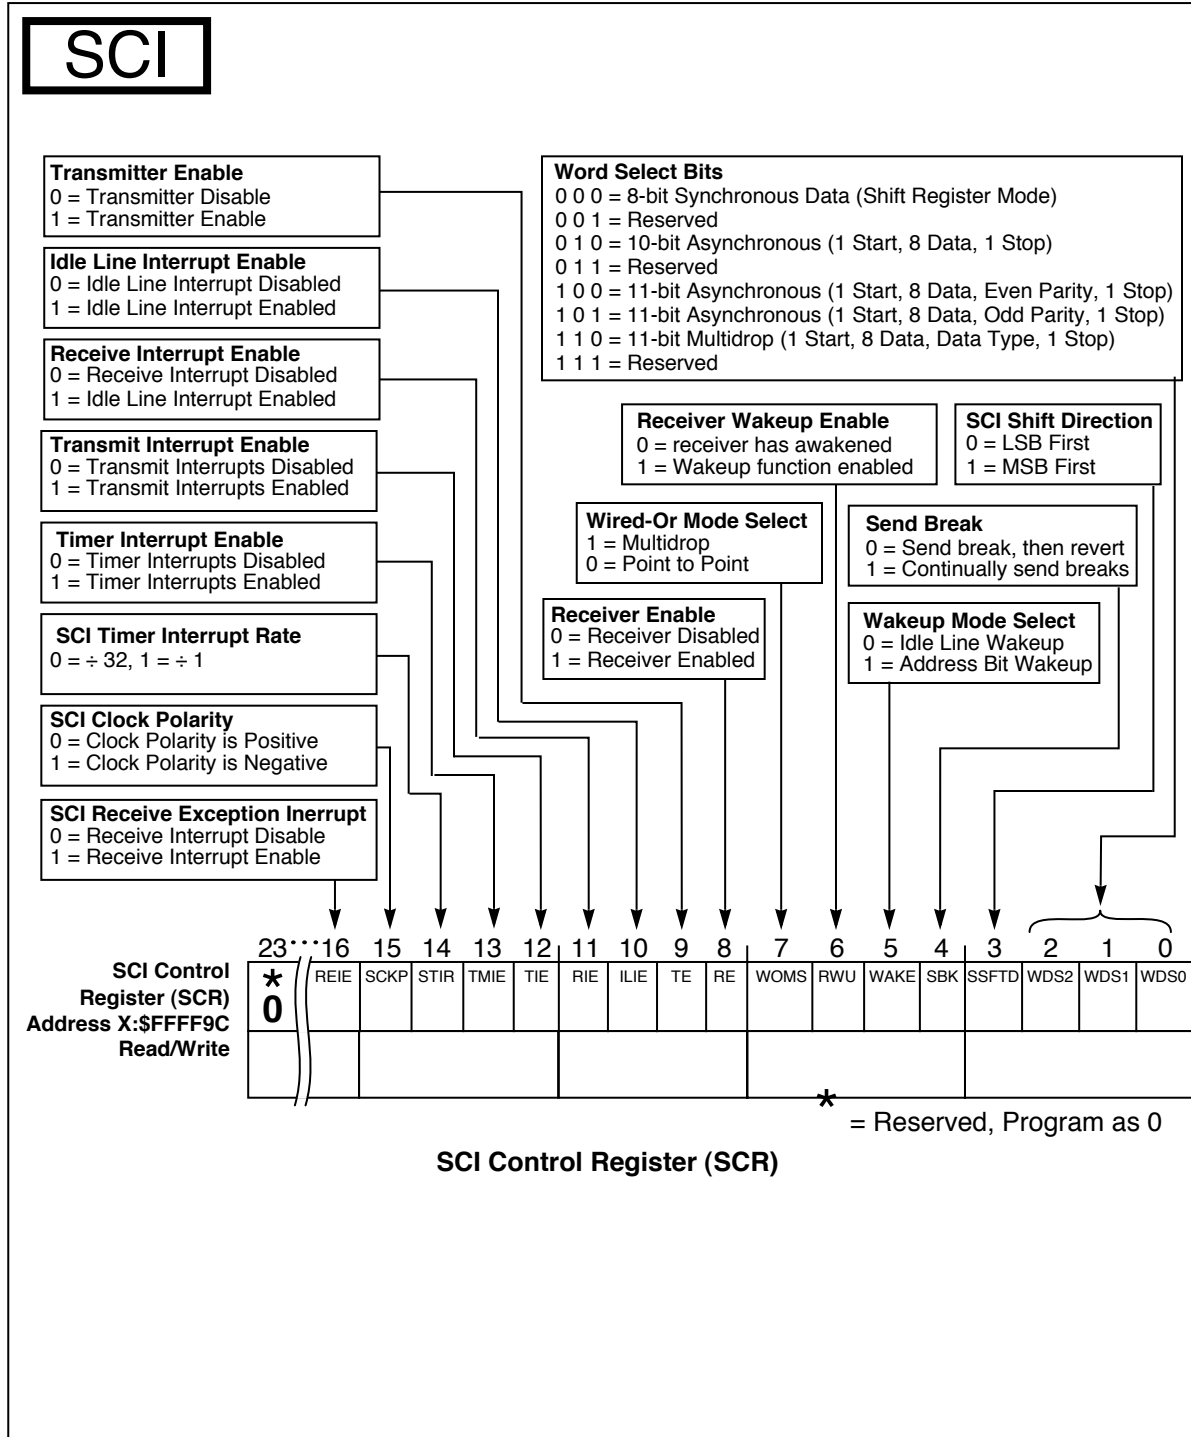 SCI
Transmitter Enable
0 = Transmitter Disable
1 = Transmitter Enable
Idle Line Interrupt Enable
0 = Idle Line Interrupt Disabled
1 = Idle Line Interrupt Enabled
Receive Interrupt Enable
0 = Receive Interrupt Disabled
1 = Idle Line Interrupt Enabled
Transmit Interrupt Enable
0 = Transmit Interrupts Disabled
1 = Transmit Interrupts Enabled
Timer Interrupt Enable
0 = Timer Interrupts Disabled
1 = Timer Interrupts Enabled
SCI Timer Interrupt Rate
0 = ÷ 32, 1 = ÷ 1
SCI Clock Polarity
0 = Clock Polarity is Positive
1 = Clock Polarity is Negative
SCI Receive Exception Inerrupt
0 = Receive Interrupt Disable
1 = Receive Interrupt Enable
Word Select Bits
0 0 0 = 8-bit Synchronous Data (Shift Register Mode)
0 0 1 = Reserved
0 1 0 = 10-bit Asynchronous (1 Start, 8 Data, 1 Stop)
0 1 1 = Reserved
1 0 0 = 11-bit Asynchronous (1 Start, 8 Data, Even Parity, 1 Stop)
1 0 1 = 11-bit Asynchronous (1 Start, 8 Data, Odd Parity, 1 Stop)
1 1 0 = 11-bit Multidrop (1 Start, 8 Data, Data Type, 1 Stop)
1 1 1 = Reserved
Receiver Wakeup Enable
0 = receiver has awakened
1 = Wakeup function enabled
SCI Shift Direction
0 = LSB First
1 = MSB First
Wired-Or Mode Select
1 = Multidrop
0 = Point to Point
Send Break
0 = Send break, then revert
1 = Continually send breaks
Receiver Enable
0 = Receiver Disabled
1 = Receiver Enabled
Wakeup Mode Select
0 = Idle Line Wakeup
1 = Address Bit Wakeup
23 ··· 16 15 14 13 12 11 10 9 8 7 6 5 4 3 2 1 0
* 0 REIE SCKP STIR TMIE TIE RIE ILIE TE RE WOMS RWU WAKE SBK SSFTD WDS2 WDS1 WDS0
SCI Control
Register (SCR)
Address X:$FFFF9C
Read/Write
* = Reserved, Program as 0
SCI Control Register (SCR)